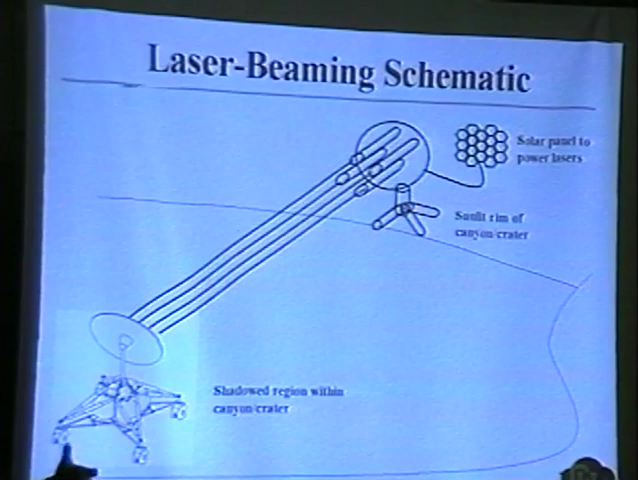 Laser-Beaming Schematic
Solar panel to
power lasers
Sunlit rim of
canyon/crater
Shadowed region within
canyon/crater